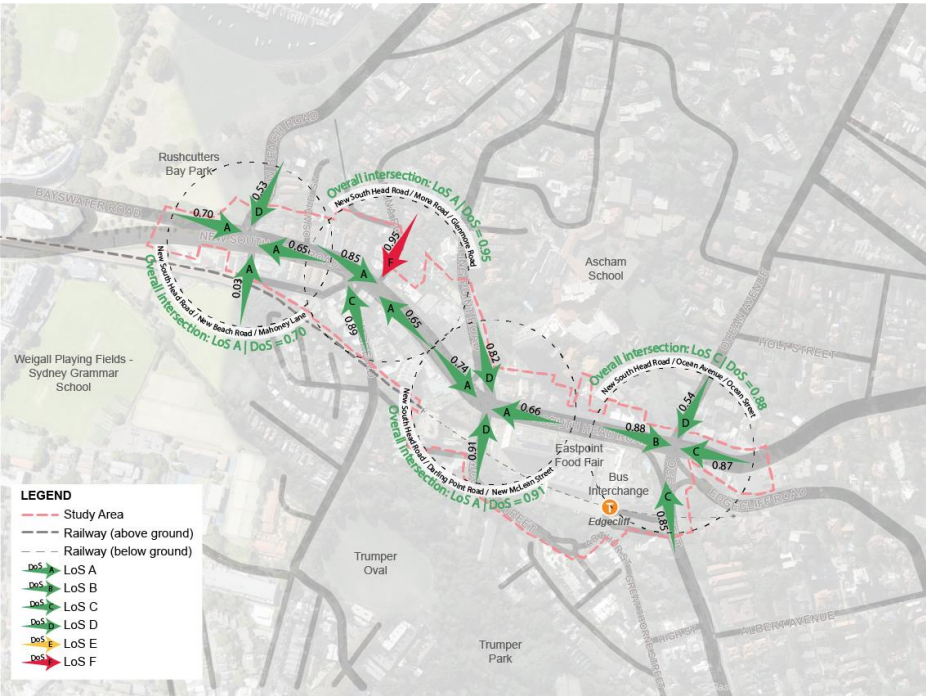 Rushcutters
Bay Park
BAYSWATER ROAD
0.70
A
0.53
D
A
0.65
A
0.03
New South Head Road / New Beach Road / Mahoney Lane
Overall intersection: LoS A | DoS = 0.70
Overall intersection: LoS A | DoS = 0.95
New South Head Road / Mona Road / Glenmore Road
0.95
F
0.85
A
C
0.89
A
0.65
Ascham
School
Weigall Playing Fields -
Sydney Grammar
School
0.74
A
0.82
D
A
0.66
D
0.91
New South Head Road / Darling Point Road / New McLean Street
Overall Intersection: LoS A | DoS = 0.91
HOLT STREET
Overall intersection: LoS C | DoS = 0.88
New South Head Road / Ocean Avenue / Ocean Street
0.54
D
0.88
B
C
0.87
C
0.85
Eastpoint
Food Fair
Bus
Interchange
T
Edgecliff
Trumper
Oval
Trumper
Park
ALBERT AVENUE
LEGEND
Study Area
Railway (above ground)
Railway (below ground)
DoS A LoS A
DoS B LoS B
DoS C LoS C
DoS D LoS D
DoS E LoS E
DoS F LoS F